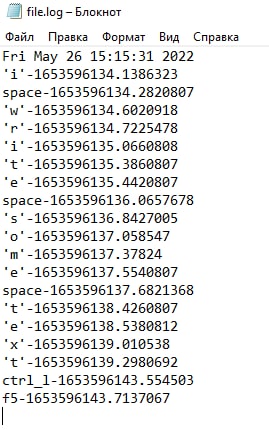 file.log – Блокнот
Файл Правка Формат Вид Справка
Fri May 26 15:15:31 2022
'i'-1653596134.1386323
space-1653596134.2820807
'w'-1653596134.6020918
'r'-1653596134.7225478
'i'-1653596135.0660808
't'-1653596135.3860807
'e'-1653596135.4420807
space-1653596136.0657678
's'-1653596136.8427005
'o'-1653596137.058547
'm'-1653596137.37824
'e'-1653596137.5540807
space-1653596137.6821368
't'-1653596138.4260807
'e'-1653596138.5380812
'x'-1653596139.010538
't'-1653596139.2980692
ctrl_l-1653596143.554503
f5-1653596143.7137067